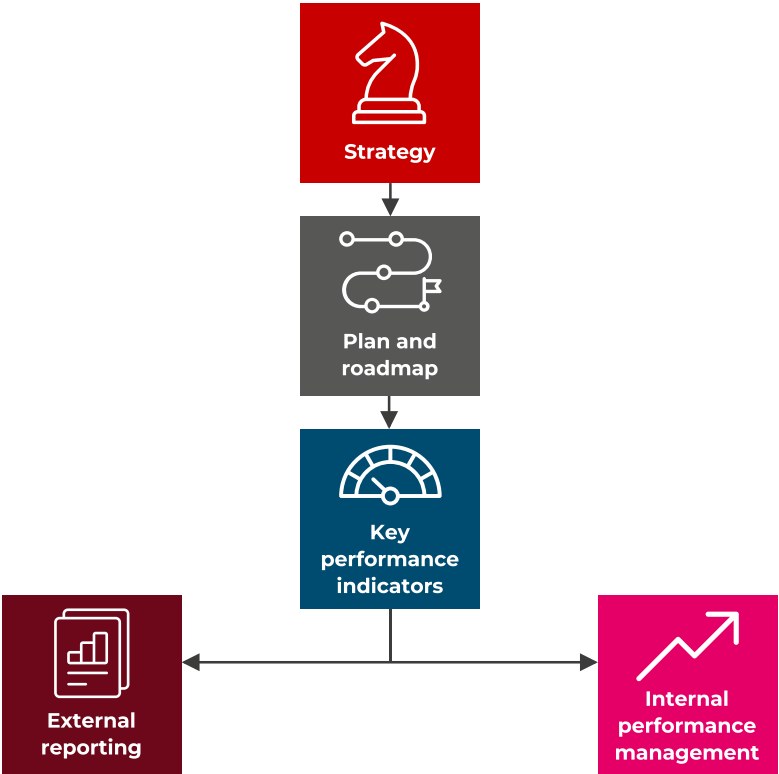 Strategy
Plan and
roadmap
Key
performance
indicators
External
reporting
Internal
performance
management